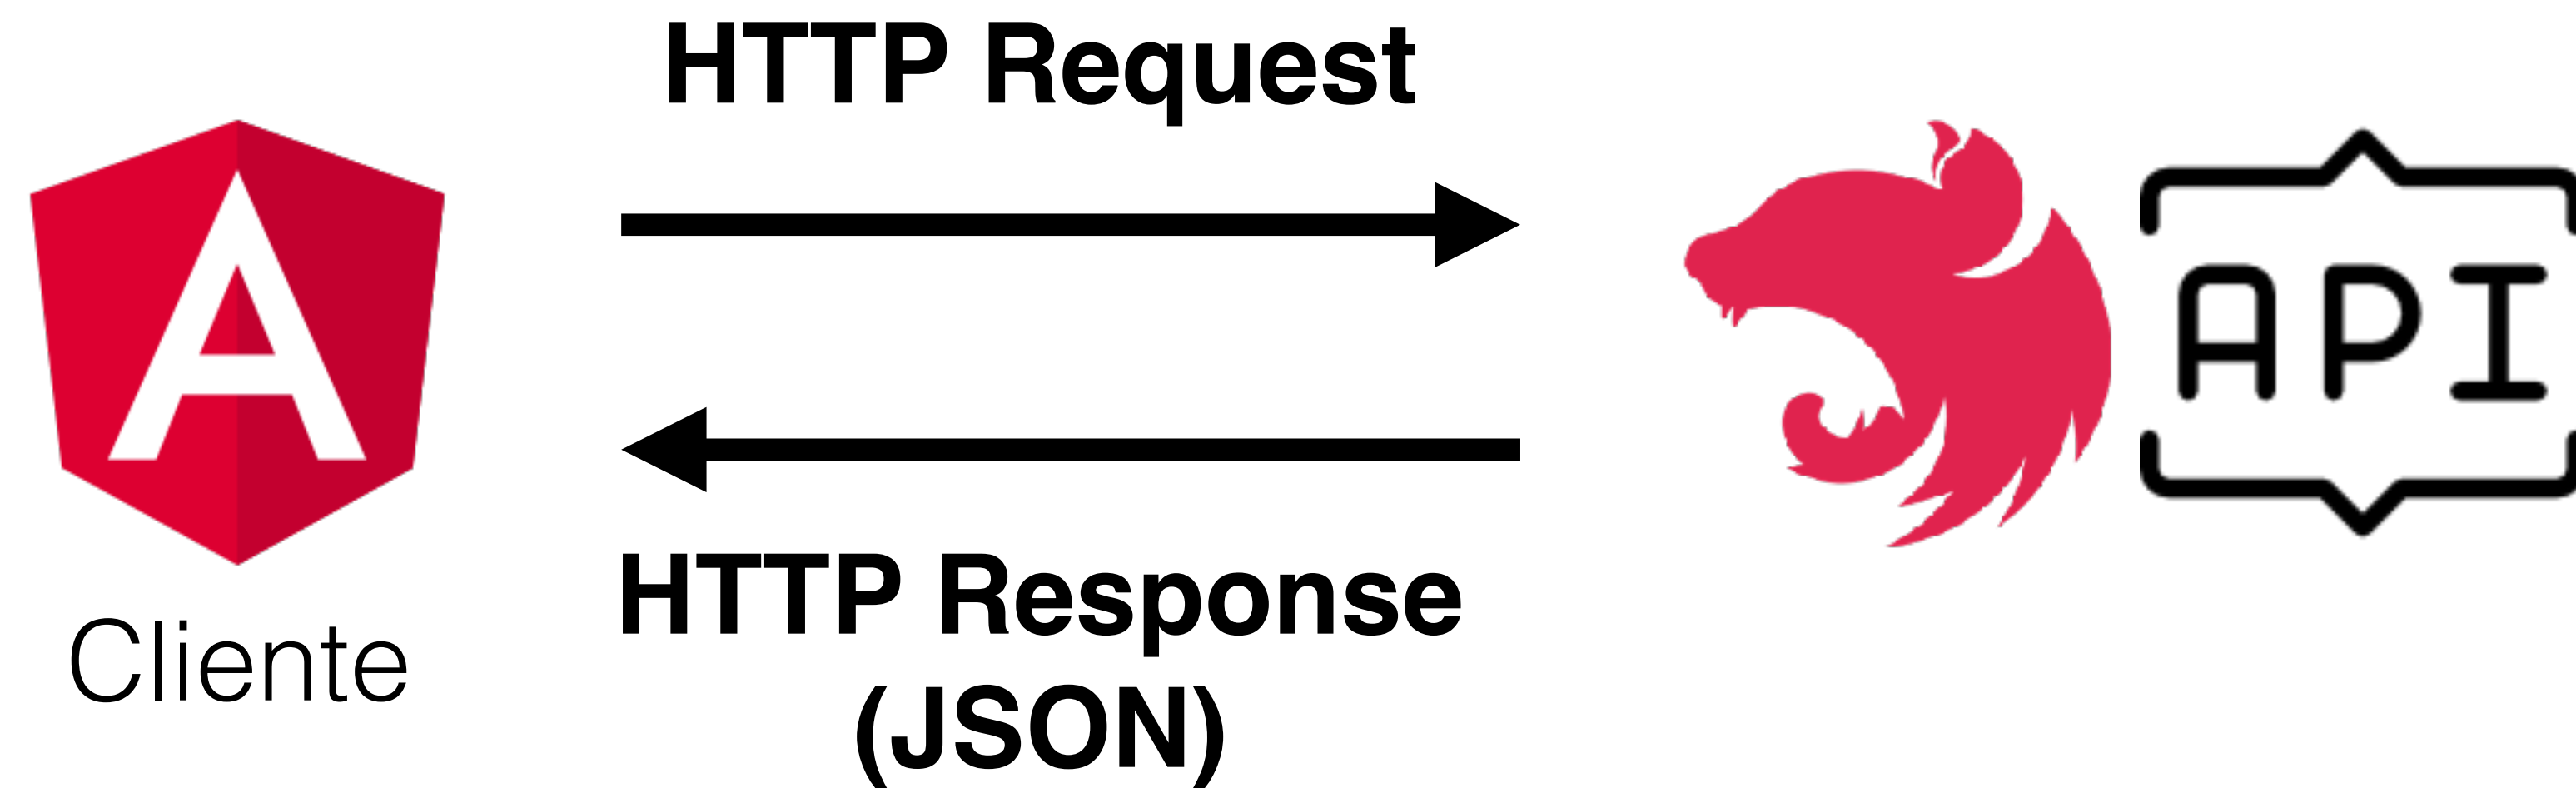 HTTP Request
A
API
HTTP Response
(JSON)
Cliente